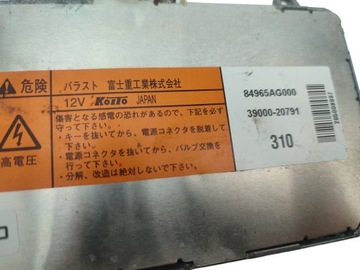 危険
バラスト 富士重工業株式会社
12V KOITO JAPAN
傷害となる感電の恐れがあるので、下記を必ず
守って下さい。
・キーを抜いてから、電源コネクタを脱着して
下さい。
・電源コネクタを抜いてから、バルブ交換を
行って下さい。
・分解、改造は絶対しないで下さい。
高電圧
84965AG000
39000-20791
310